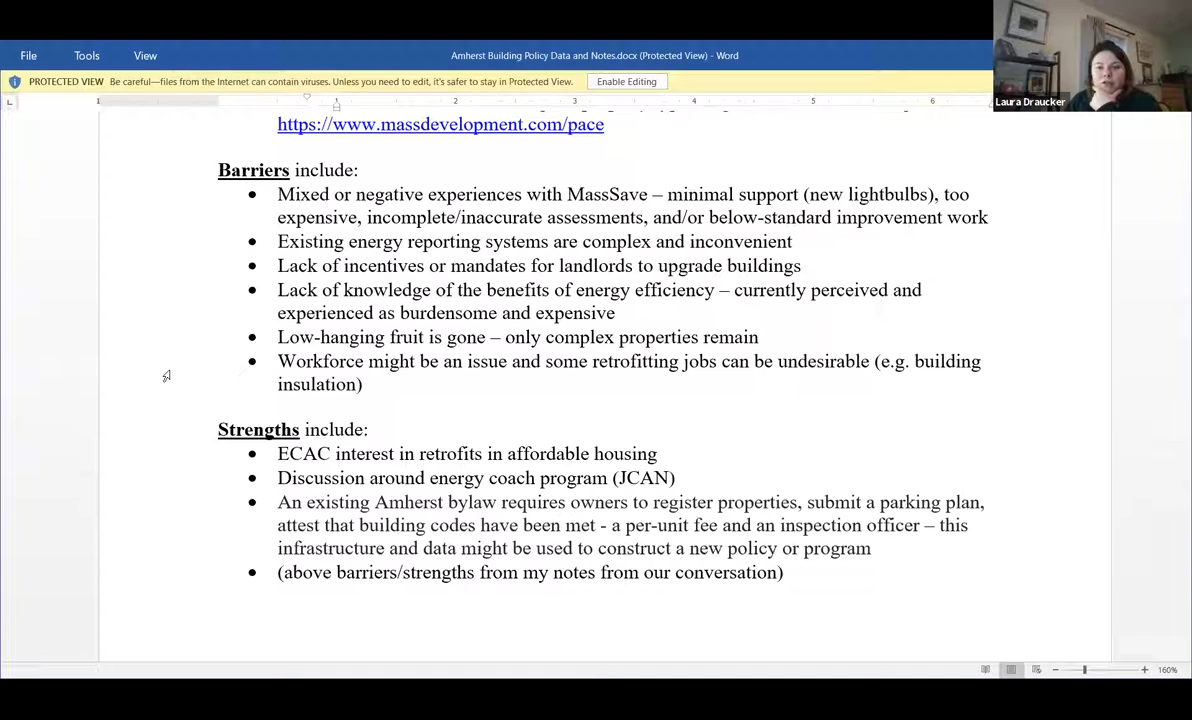 File Tools View Amherst Building Policy Data and Notes.docx (Protected View) - Word
PROTECTED VIEW Be careful—files from the Internet can contain viruses. Unless you need to edit, it's safer to stay in Protected View. Enable Editing
Laura Draucker
1 1 2 3 4 5 6
https://www.massdevelopment.com/pace
Barriers include:
• Mixed or negative experiences with MassSave – minimal support (new lightbulbs), too
expensive, incomplete/inaccurate assessments, and/or below-standard improvement work
• Existing energy reporting systems are complex and inconvenient
• Lack of incentives or mandates for landlords to upgrade buildings
• Lack of knowledge of the benefits of energy efficiency – currently perceived and
experienced as burdensome and expensive
• Low-hanging fruit is gone – only complex properties remain
• Workforce might be an issue and some retrofitting jobs can be undesirable (e.g. building
insulation)
Strengths include:
• ECAC interest in retrofits in affordable housing
• Discussion around energy coach program (JCAN)
• An existing Amherst bylaw requires owners to register properties, submit a parking plan,
attest that building codes have been met - a per-unit fee and an inspection officer – this
infrastructure and data might be used to construct a new policy or program
• (above barriers/strengths from my notes from our conversation)
160%